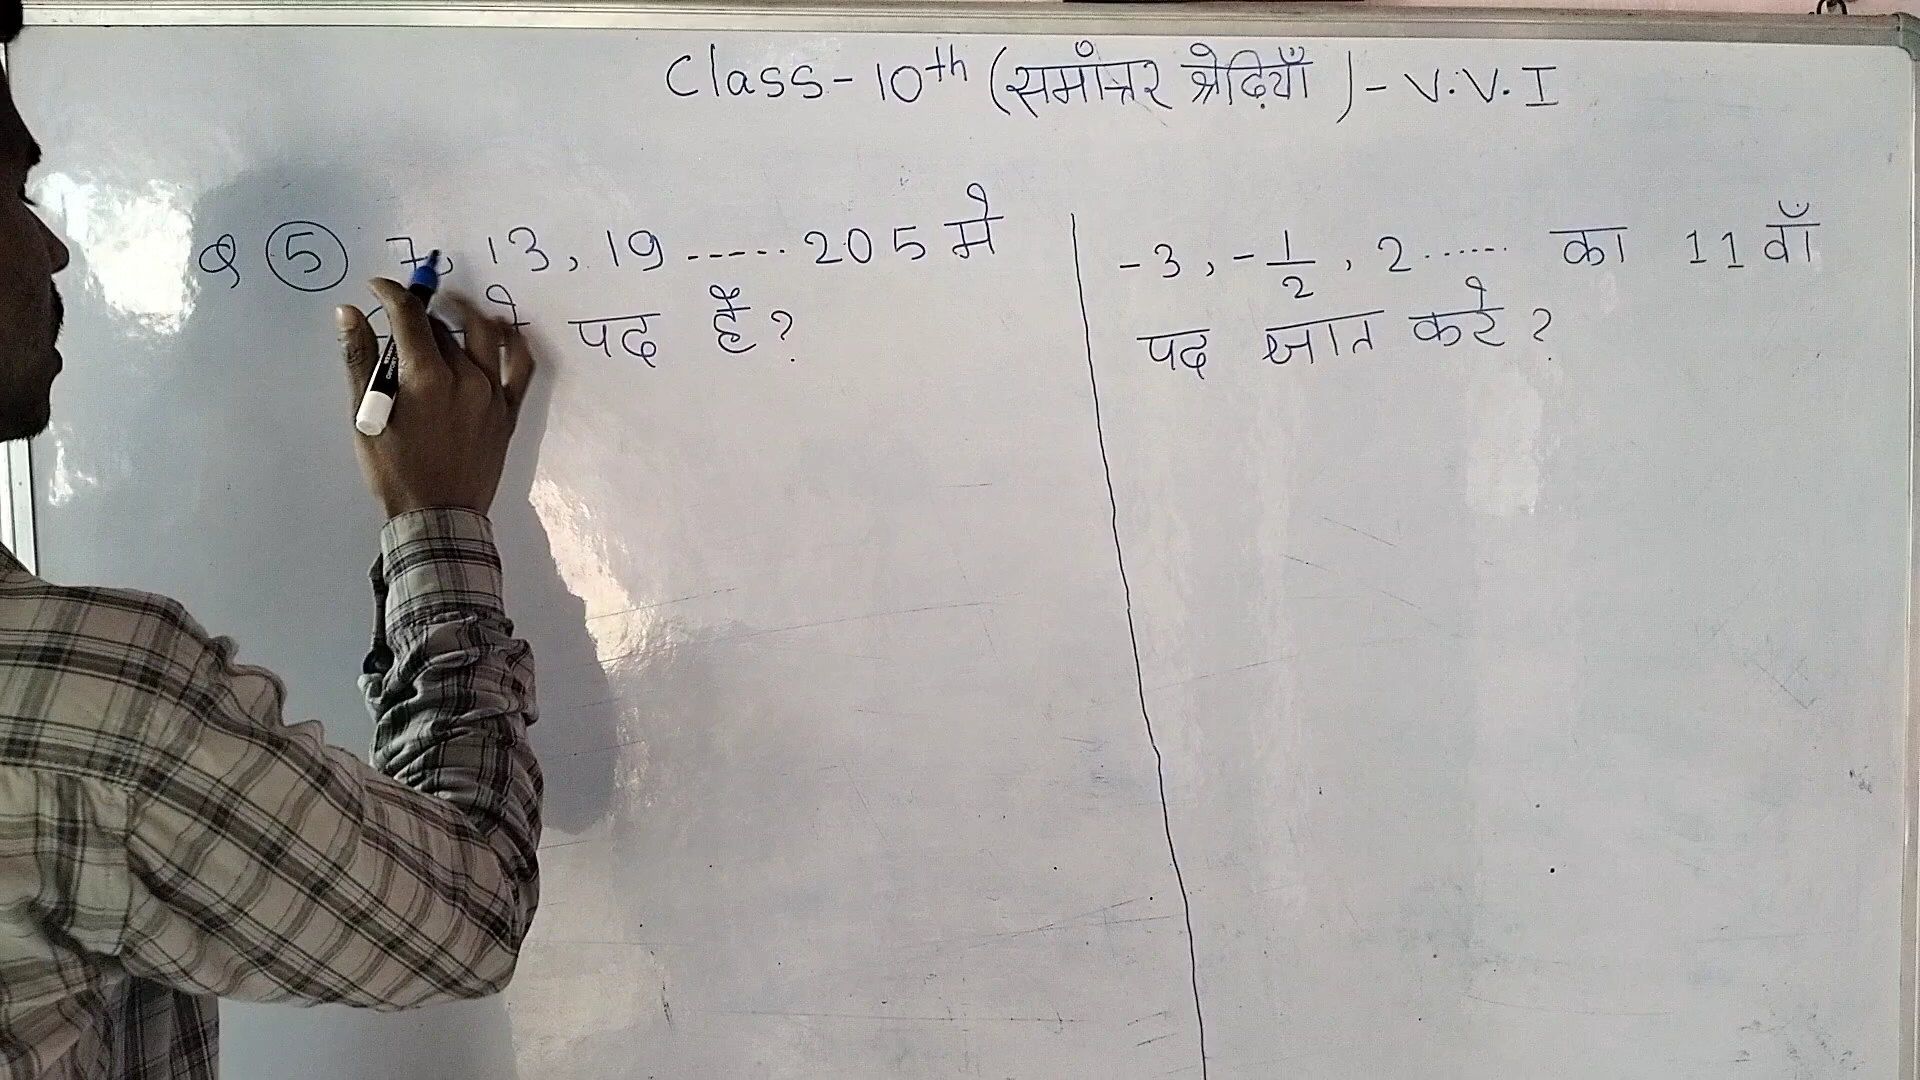 Class-10th (समांन्तर श्रेढ़ियाँ)-V.V.I
Q 5 7, 13, 19 ..... 205 मे
पद है?
-3, -1/2, 2 ...... का 11 वाँ
पद ज्ञात करे?